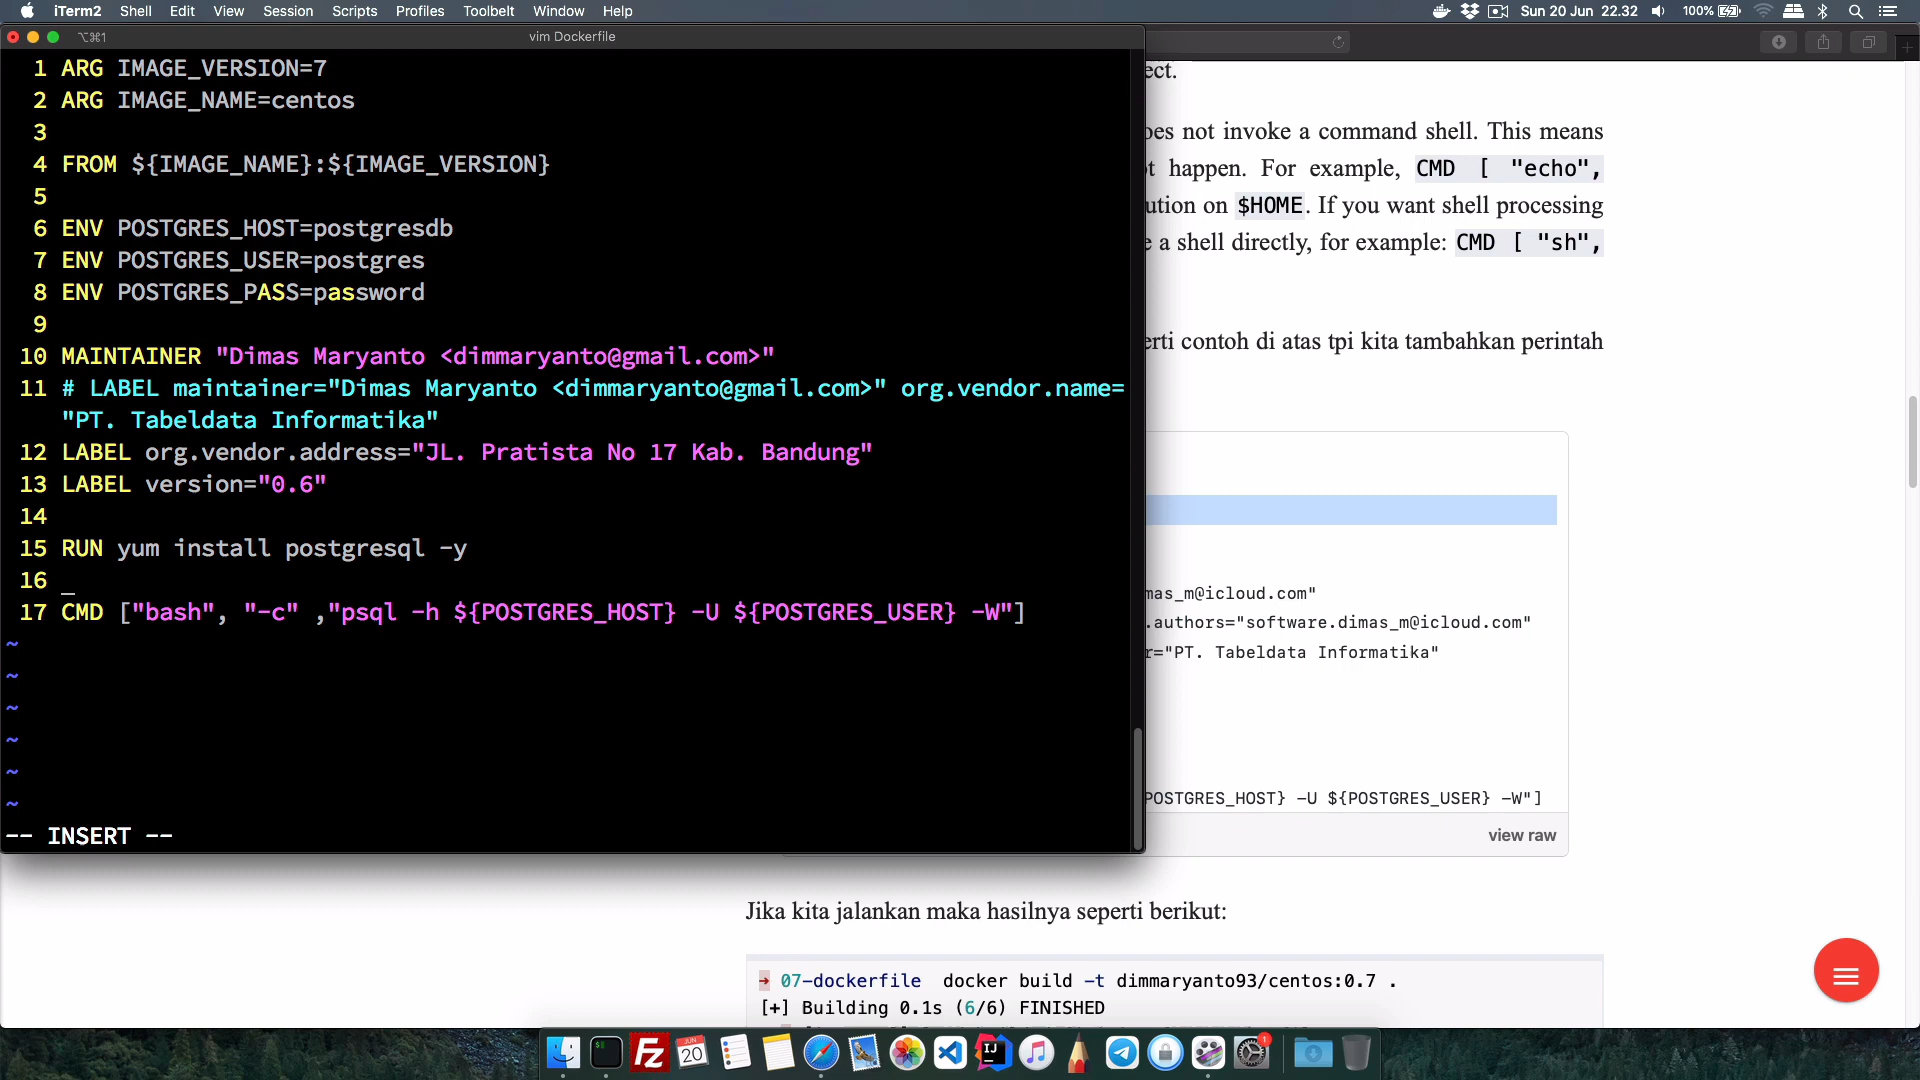 iTerm2 Shell Edit View Session Scripts Profiles Toolbelt Window Help
Sun 20 Jun 22.32 100%
⌥⌘1 vim Dockerfile
1 ARG IMAGE_VERSION=7
2 ARG IMAGE_NAME=centos
3
4 FROM ${IMAGE_NAME}:${IMAGE_VERSION}
5
6 ENV POSTGRES_HOST=postgresdb
7 ENV POSTGRES_USER=postgres
8 ENV POSTGRES_PASS=password
9
10 MAINTAINER "Dimas Maryanto <dimmaryanto@gmail.com>"
11 # LABEL maintainer="Dimas Maryanto <dimmaryanto@gmail.com>" org.vendor.name=
"PT. Tabeldata Informatika"
12 LABEL org.vendor.address="JL. Pratista No 17 Kab. Bandung"
13 LABEL version="0.6"
14
15 RUN yum install postgresql -y
16 _
17 CMD ["bash", "-c" ,"psql -h ${POSTGRES_HOST} -U ${POSTGRES_USER} -W"]
~
~
~
~
~
~
-- INSERT --
ect.
oes not invoke a command shell. This means
t happen. For example, CMD [ "echo",
ution on $HOME. If you want shell processing
e a shell directly, for example: CMD [ "sh",
erti contoh di atas tpi kita tambahkan perintah
mas_m@icloud.com"
.authors="software.dimas_m@icloud.com"
r="PT. Tabeldata Informatika"
POSTGRES_HOST} -U ${POSTGRES_USER} -W"]
view raw
Jika kita jalankan maka hasilnya seperti berikut:
→ 07-dockerfile docker build -t dimmaryanto93/centos:0.7 .
[+] Building 0.1s (6/6) FINISHED
JUN
20
1